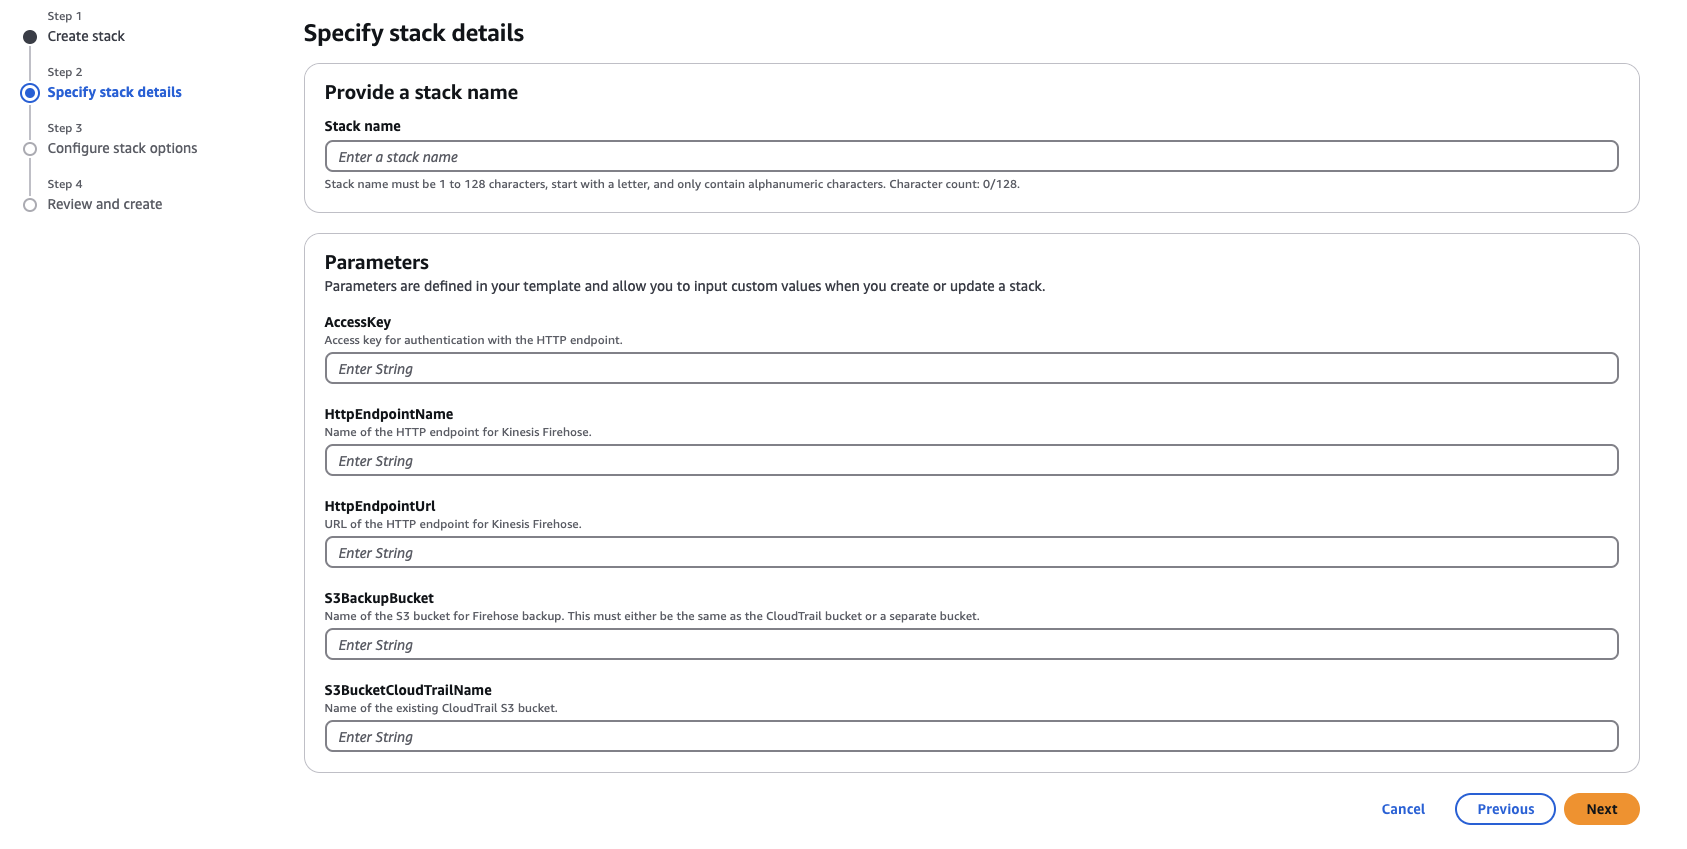 Step 1
Create stack
Step 2
Specify stack details
Step 3
Configure stack options
Step 4
Review and create
Specify stack details
Provide a stack name
Stack name
Enter a stack name
Stack name must be 1 to 128 characters, start with a letter, and only contain alphanumeric characters. Character count: 0/128.
Parameters
Parameters are defined in your template and allow you to input custom values when you create or update a stack.
AccessKey
Access key for authentication with the HTTP endpoint.
Enter String
HttpEndpointName
Name of the HTTP endpoint for Kinesis Firehose.
Enter String
HttpEndpointUrl
URL of the HTTP endpoint for Kinesis Firehose.
Enter String
S3BackupBucket
Name of the S3 bucket for Firehose backup. This must either be the same as the CloudTrail bucket or a separate bucket.
Enter String
S3BucketCloudTrailName
Name of the existing CloudTrail S3 bucket.
Enter String
Cancel
Previous
Next